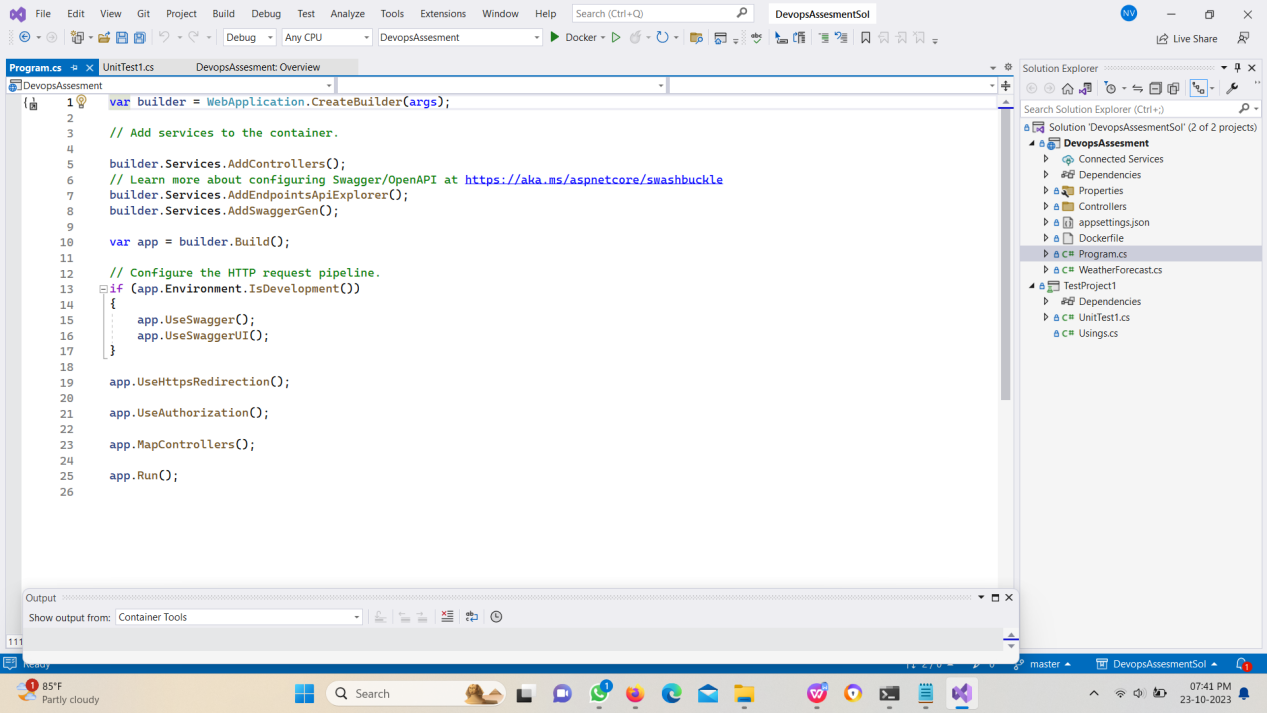 File Edit View Git Project Build Debug Test Analyze Tools Extensions Window Help Search (Ctrl+Q) DevopsAssesmentSol NV
Debug Any CPU DevopsAssesment Docker Live Share
Program.cs UnitTest1.cs DevopsAssesment: Overview
DevopsAssesment
1 var builder = WebApplication.CreateBuilder(args);
2
3 // Add services to the container.
4
5 builder.Services.AddControllers();
6 // Learn more about configuring Swagger/OpenAPI at https://aka.ms/aspnetcore/swashbuckle
7 builder.Services.AddEndpointsApiExplorer();
8 builder.Services.AddSwaggerGen();
9
10 var app = builder.Build();
11
12 // Configure the HTTP request pipeline.
13 if (app.Environment.IsDevelopment())
14 {
15 app.UseSwagger();
16 app.UseSwaggerUI();
17 }
18
19 app.UseHttpsRedirection();
20
21 app.UseAuthorization();
22
23 app.MapControllers();
24
25 app.Run();
26
Solution Explorer
Search Solution Explorer (Ctrl+;)
Solution 'DevopsAssesmentSol' (2 of 2 projects)
DevopsAssesment
Connected Services
Dependencies
Properties
Controllers
appsettings.json
Dockerfile
C# Program.cs
C# WeatherForecast.cs
TestProject1
Dependencies
C# UnitTest1.cs
C# Usings.cs
Output
Show output from: Container Tools
111
Ready master DevopsAssesmentSol 1
1 85°F
Partly cloudy
Search
1
07:41 PM
23-10-2023